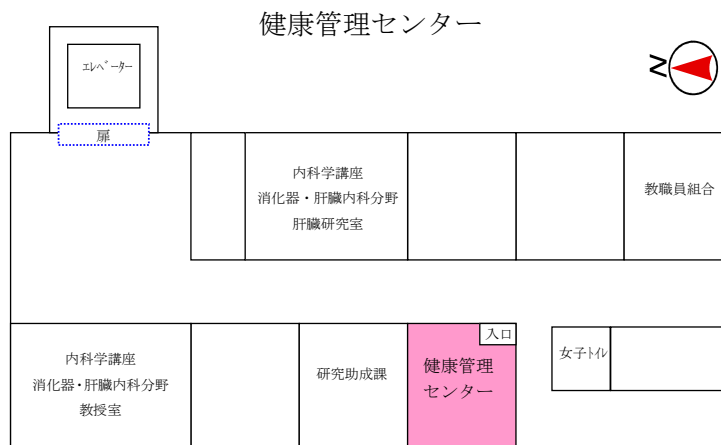 健康管理センター
エレベーター
N
扉
内科学講座
消化器・肝臓内科分野
肝臓研究室
教職員組合
入口
内科学講座
消化器・肝臓内科分野
教授室
研究助成課
健康管理
センター
女子トイレ